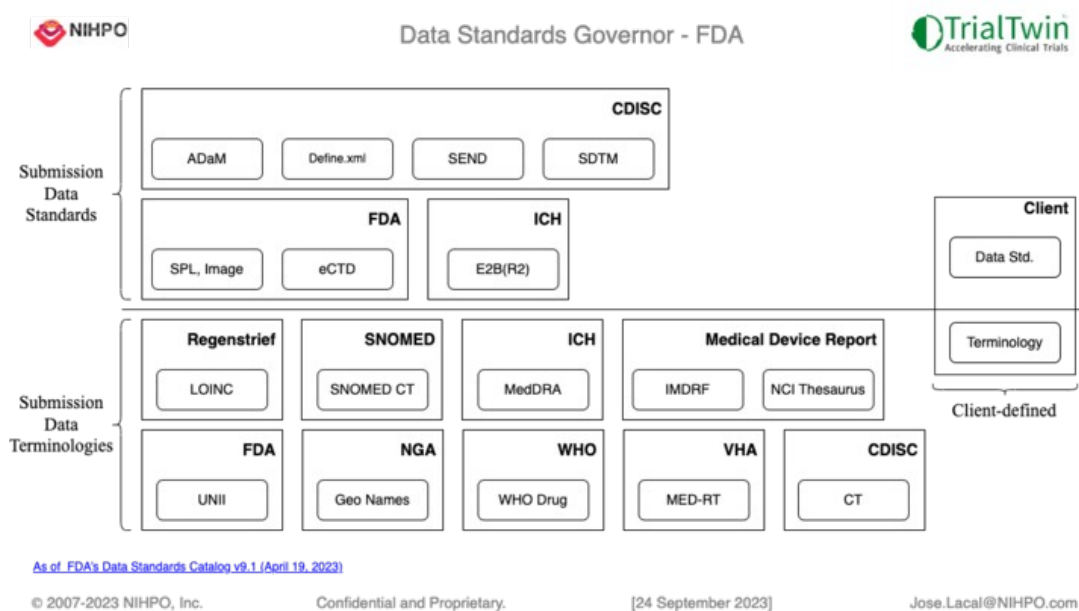 NIHPO
Data Standards Governor - FDA
TrialTwin
Accelerating Clinical Trials
Submission
Data
Standards
CDISC
ADaM
Define.xml
SEND
SDTM
FDA
SPL, Image
eCTD
ICH
E2B(R2)
Client
Data Std.
Terminology
Client-defined
Submission
Data
Terminologies
Regenstrief
LOINC
SNOMED
SNOMED CT
ICH
MedDRA
Medical Device Report
IMDRF
NCI Thesaurus
FDA
UNII
NGA
Geo Names
WHO
WHO Drug
VHA
MED-RT
CDISC
CT
As of FDA's Data Standards Catalog v9.1 (April 19, 2023)
© 2007-2023 NIHPO, Inc.
Confidential and Proprietary.
[24 September 2023]
Jose.Lacal@NIHPO.com